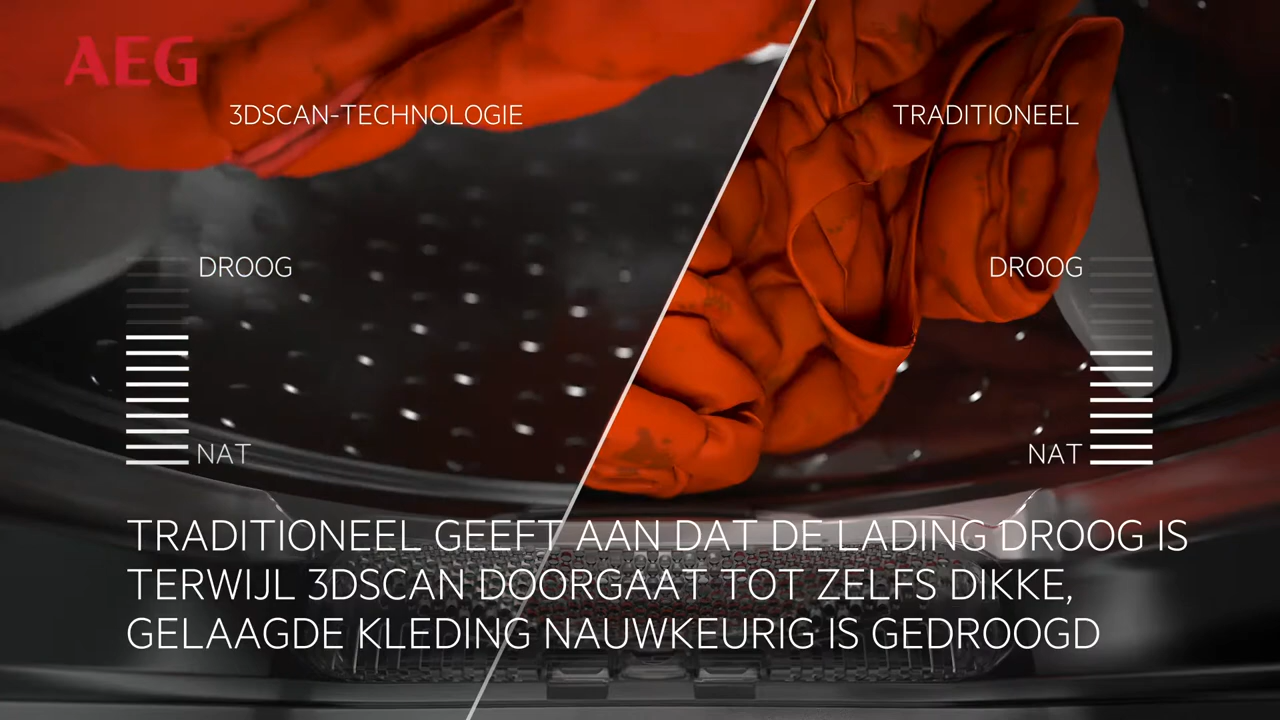 AEG
3DSCAN-TECHNOLOGIE
TRADITIONEEL
DROOG
DROOG
NAT
NAT
TRADITIONEEL GEEFT AAN DAT DE LADING DROOG IS
TERWIJL 3DSCAN DOORGAAT TOT ZELFS DIKKE,
GELAAGDE KLEDING NAUWKEURIG IS GEDROOGD